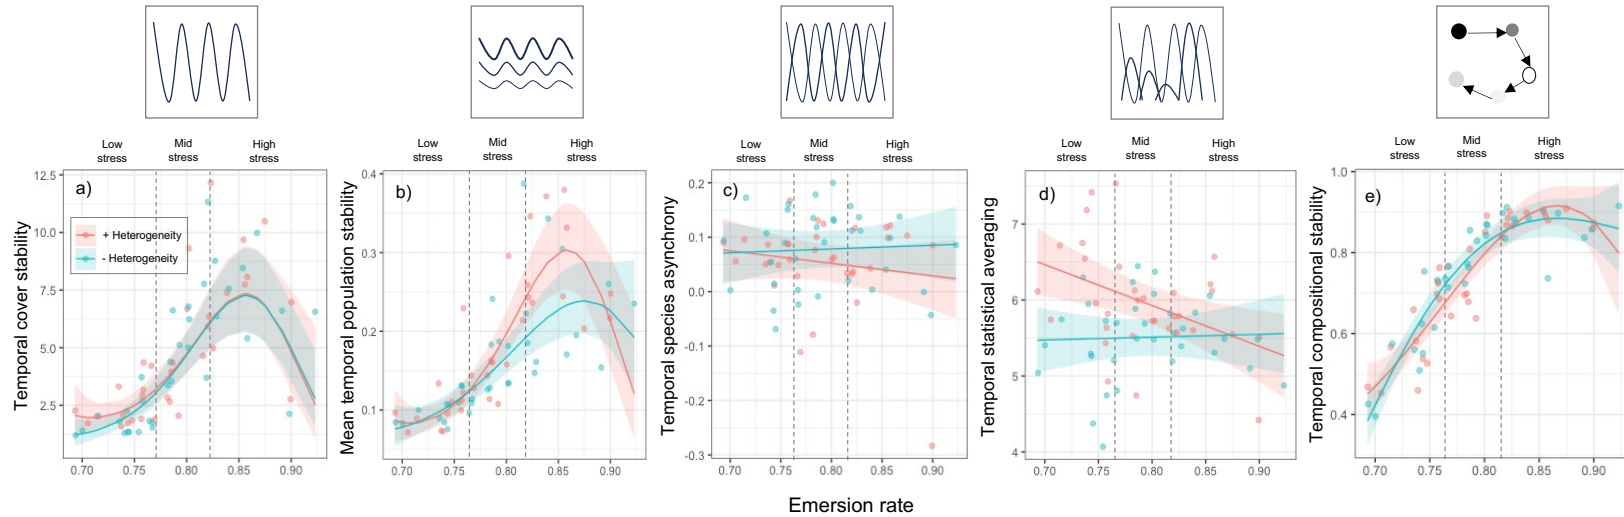 Low stress
Mid stress
High stress
a)
+ Heterogeneity
- Heterogeneity
Temporal cover stability
12.5
10.0
7.5
5.0
2.5
0.70 0.75 0.80 0.85 0.90
Low stress
Mid stress
High stress
b)
Mean temporal population stability
0.4
0.3
0.2
0.1
0.70 0.75 0.80 0.85 0.90
Low stress
Mid stress
High stress
c)
Temporal species asynchrony
0.2
0.1
0.0
-0.1
-0.2
-0.3
0.70 0.75 0.80 0.85 0.90
Low stress
Mid stress
High stress
d)
Temporal statistical averaging
7
6
5
4
0.70 0.75 0.80 0.85 0.90
Low stress
Mid stress
High stress
e)
Temporal compositional stability
1.0
0.8
0.6
0.4
0.70 0.75 0.80 0.85 0.90
Emersion rate